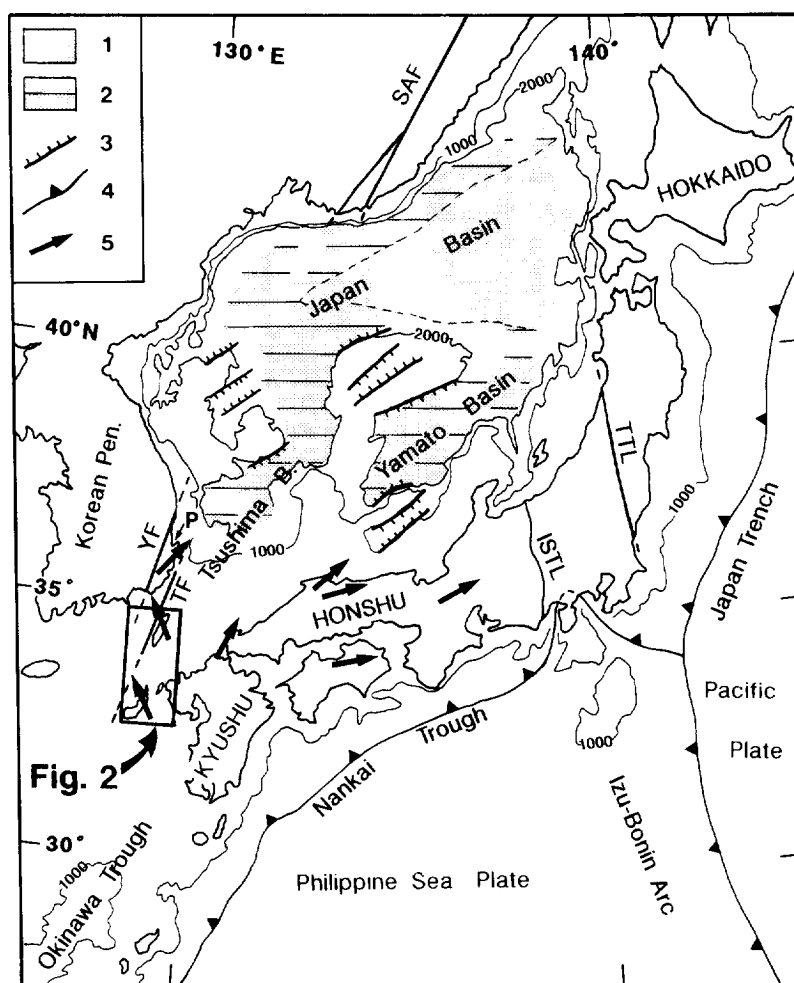 1
2
3
4
5
130°E
140°
SAF
2000
1000
HOKKAIDO
Japan Basin
40°N
2000
Yamato Basin
Korean Pen.
Tsushima B.
P
YF
TF
1000
TTL
1000
Japan Trench
35°
ISTL
HONSHU
KYUSHU
Pacific
Plate
1000
Nankai Trough
Fig. 2
Izu-Bonin Arc
30°
1000
Okinawa Trough
Philippine Sea Plate